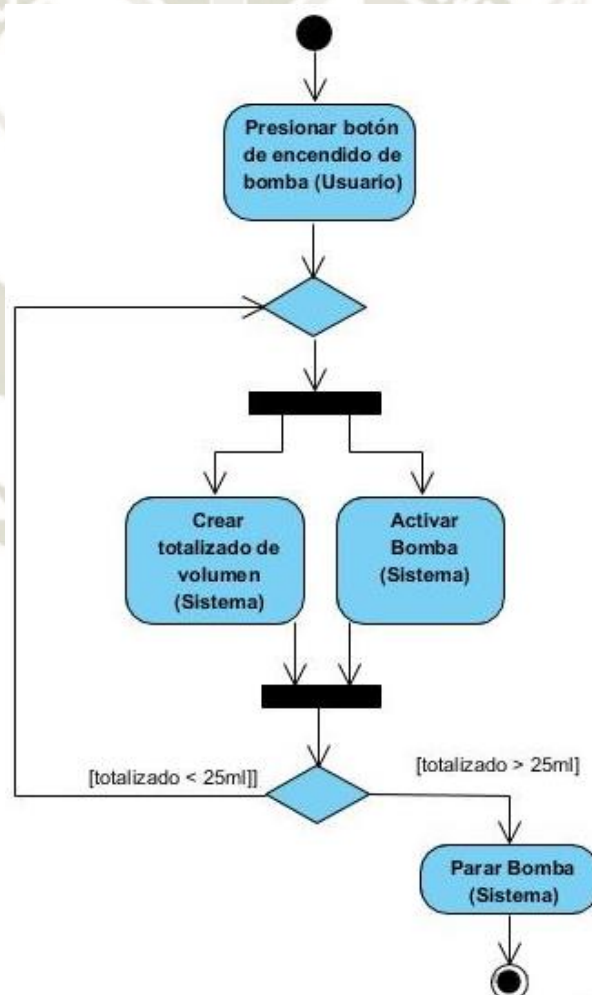 Presionar botón
de encendido de
bomba (Usuario)
Crear
totalizado de
volumen
(Sistema)
Activar
Bomba
(Sistema)
[totalizado < 25ml]]
[totalizado > 25ml]
Parar Bomba
(Sistema)